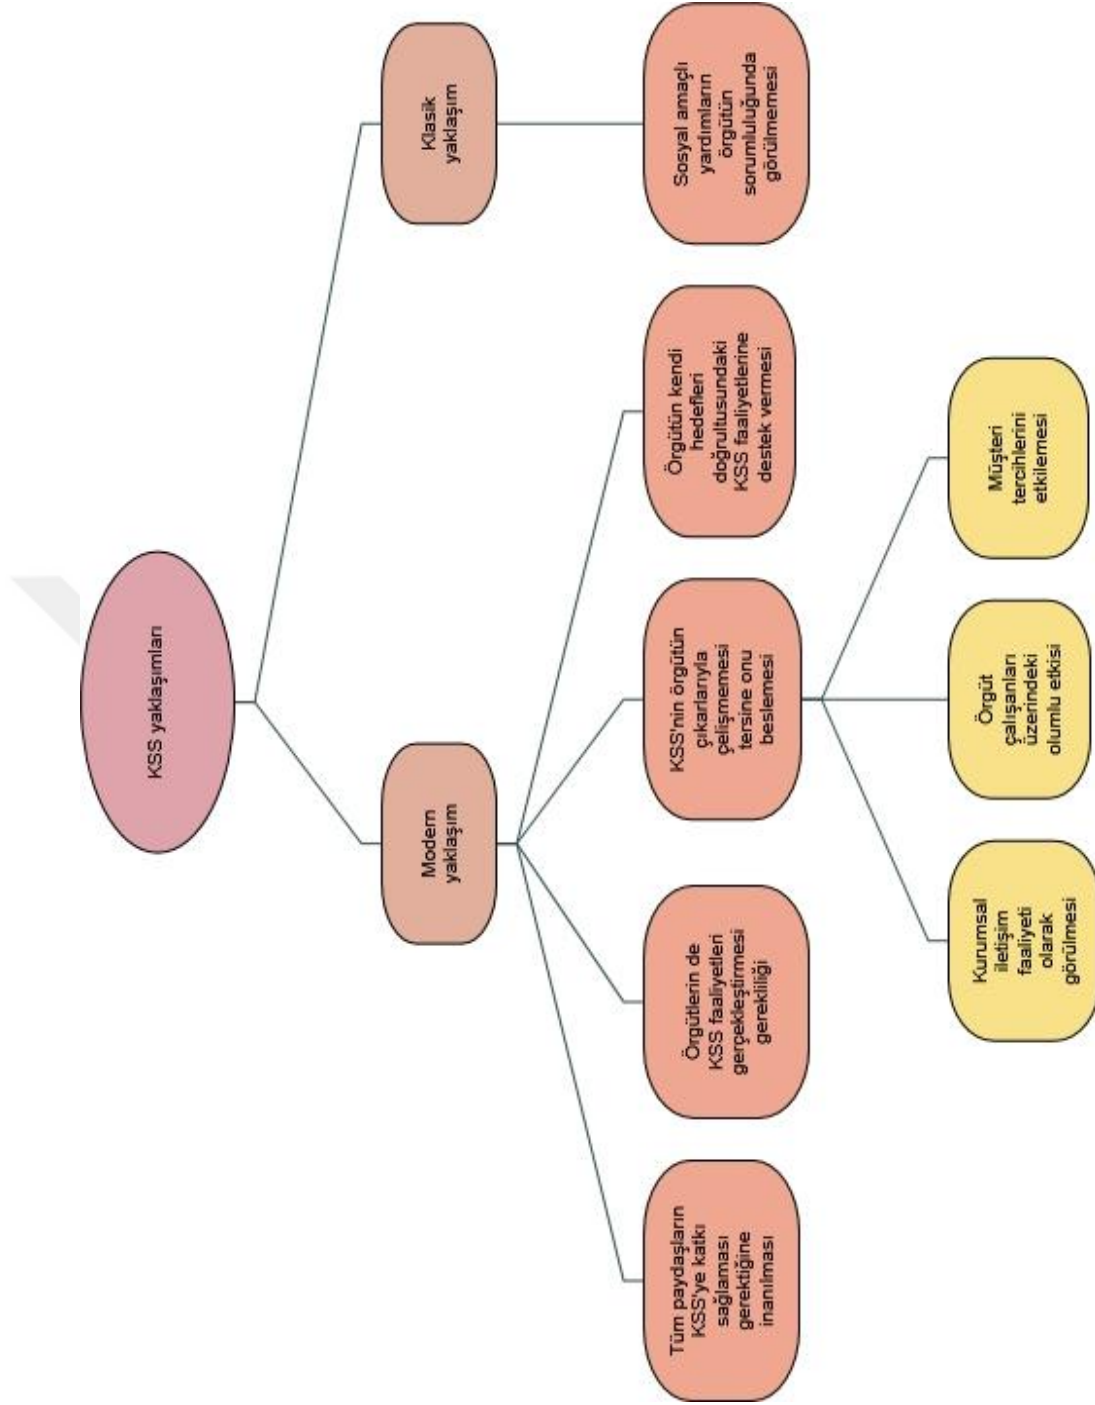 KSS yaklaşımları
Modern
yaklaşım
Klasik
yaklaşım
Tüm paydaşların
KSS'ye katkı
sağlaması
gerektiğine
inanılması
Örgütlerin de
KSS faaliyetleri
gerçekleştirmesi
gerekliliği
KSS'nin örgütün
çıkarlarıyla
çelişmemesi
tersine onu
beslemesi
Örgütün kendi
hedefleri
doğrultusundaki
KSS faaliyetlerine
destek vermesi
Sosyal amaçlı
yardımların
örgütün
sorumluluğunda
görülmemesi
Kurumsal
iletişim
faaliyeti
olarak
görülmesi
Örgüt
çalışanları
üzerindeki
olumlu etkisi
Müşteri
tercihlerini
etkilemesi